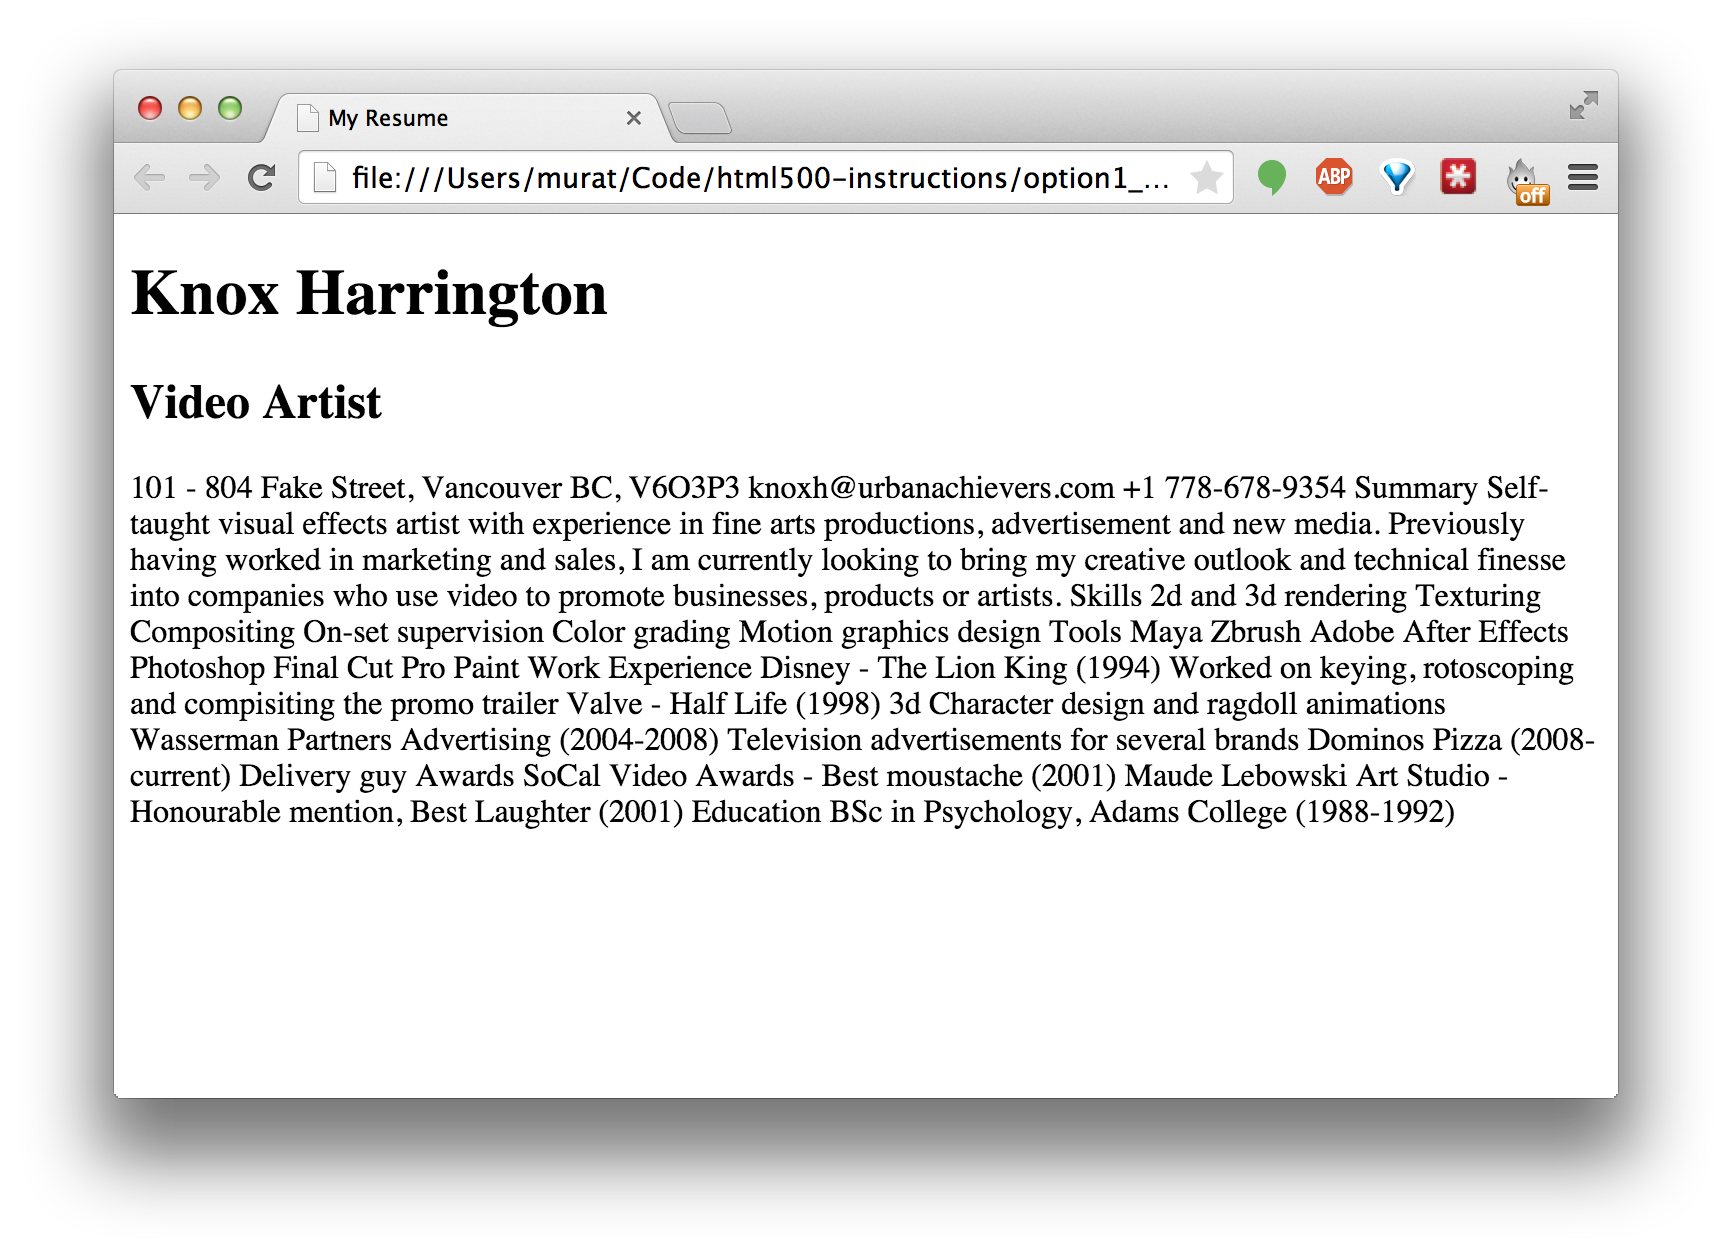 My Resume
file:///Users/murat/Code/html500-instructions/option1_...
ABP
off
Knox Harrington
Video Artist
101 - 804 Fake Street, Vancouver BC, V6O3P3 knoxh@urbanachievers.com +1 778-678-9354 Summary Self-
taught visual effects artist with experience in fine arts productions, advertisement and new media. Previously
having worked in marketing and sales, I am currently looking to bring my creative outlook and technical finesse
into companies who use video to promote businesses, products or artists. Skills 2d and 3d rendering Texturing
Compositing On-set supervision Color grading Motion graphics design Tools Maya Zbrush Adobe After Effects
Photoshop Final Cut Pro Paint Work Experience Disney - The Lion King (1994) Worked on keying, rotoscoping
and compisiting the promo trailer Valve - Half Life (1998) 3d Character design and ragdoll animations
Wasserman Partners Advertising (2004-2008) Television advertisements for several brands Dominos Pizza (2008-
current) Delivery guy Awards SoCal Video Awards - Best moustache (2001) Maude Lebowski Art Studio -
Honourable mention, Best Laughter (2001) Education BSc in Psychology, Adams College (1988-1992)